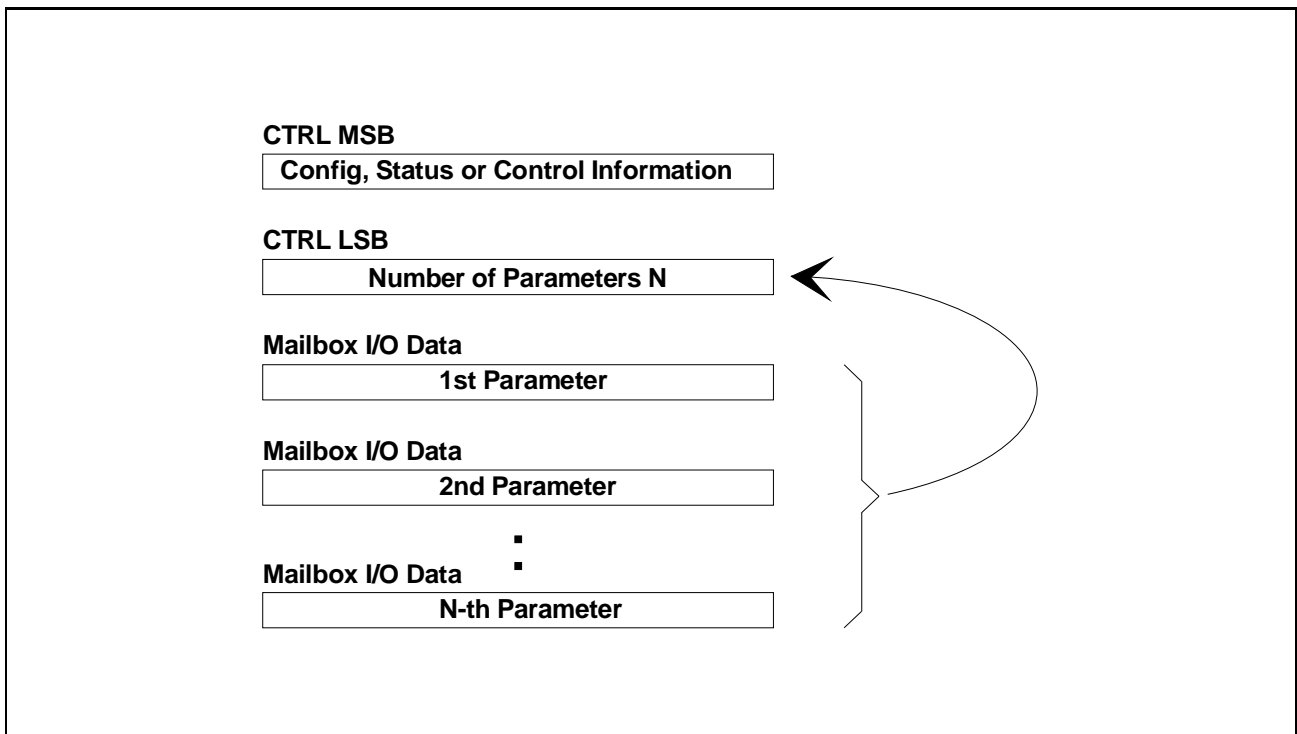 CTRL MSB
Config, Status or Control Information
CTRL LSB
Number of Parameters N
Mailbox I/O Data
1st Parameter
Mailbox I/O Data
2nd Parameter
Mailbox I/O Data
N-th Parameter